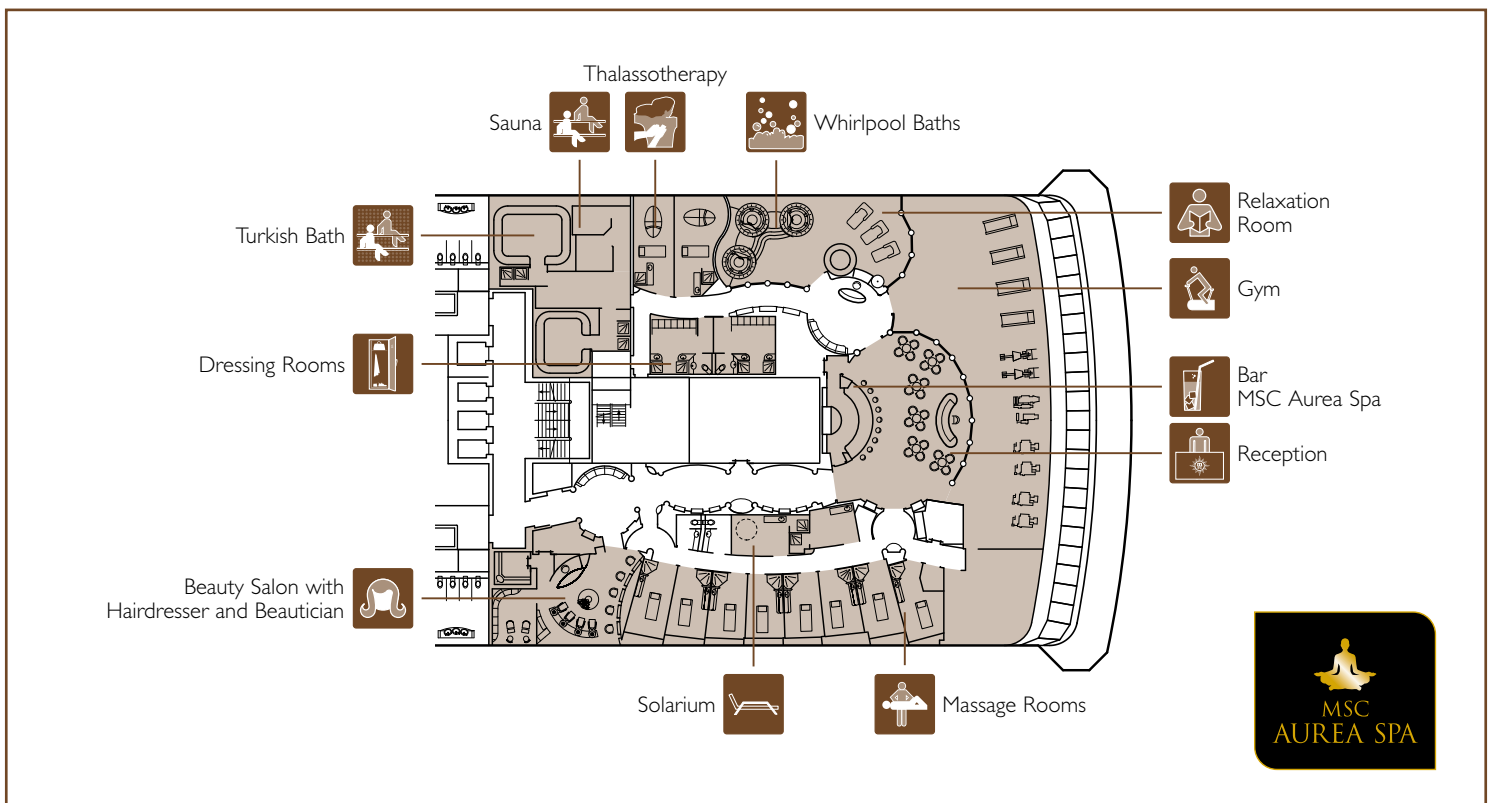 Thalassotherapy
Sauna
Whirlpool Baths
Relaxation
Room
Turkish Bath
Gym
Dressing Rooms
Bar
MSC Aurea Spa
Reception
Beauty Salon with
Hairdresser and Beautician
Solarium
Massage Rooms
MSC
AUREA SPA